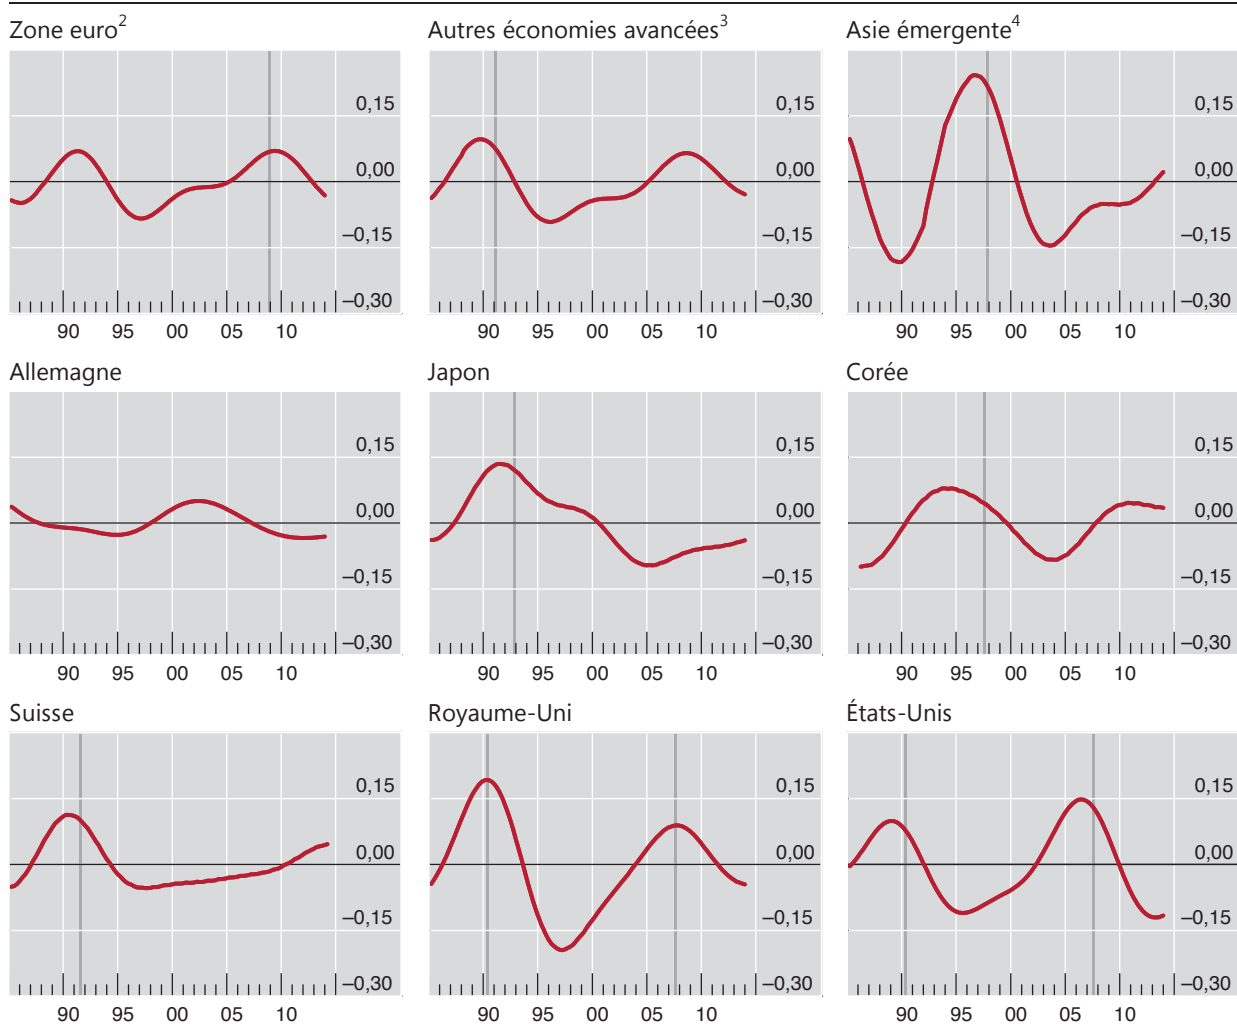 Zone euro² Autres économies avancées³ Asie émergente⁴
0,15 0,15 0,15
0,00 0,00 0,00
–0,15 –0,15 –0,15
–0,30 –0,30 –0,30
90 95 00 05 10 90 95 00 05 10 90 95 00 05 10
Allemagne Japon Corée
0,15 0,15 0,15
0,00 0,00 0,00
–0,15 –0,15 –0,15
–0,30 –0,30 –0,30
90 95 00 05 10 90 95 00 05 10 90 95 00 05 10
Suisse Royaume-Uni États-Unis
0,15 0,15 0,15
0,00 0,00 0,00
–0,15 –0,15 –0,15
–0,30 –0,30 –0,30
90 95 00 05 10 90 95 00 05 10 90 95 00 05 10